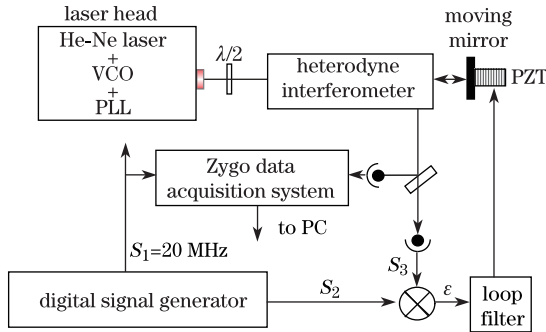 laser head
He-Ne laser
+
VCO
+
PLL
λ/2
heterodyne
interferometer
moving
mirror
PZT
Zygo data
acquisition system
to PC
S₁=20 MHz
S₃
digital signal generator
S₂
ε
loop
filter